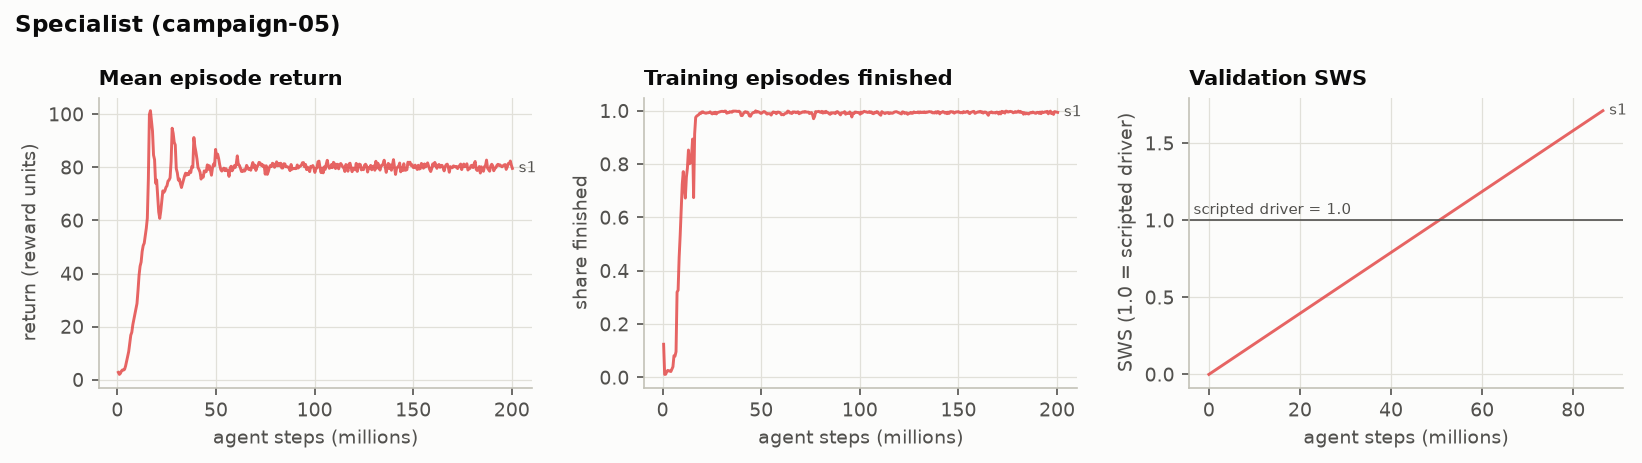 Specialist (campaign-05)
Mean episode return
return (reward units)
100
80
60
40
20
0
s1
0 50 100 150 200
agent steps (millions)
Training episodes finished
share finished
1.0
0.8
0.6
0.4
0.2
0.0
s1
0 50 100 150 200
agent steps (millions)
Validation SWS
SWS (1.0 = scripted driver)
1.5
1.0
0.5
0.0
scripted driver = 1.0
s1
0 20 40 60 80
agent steps (millions)